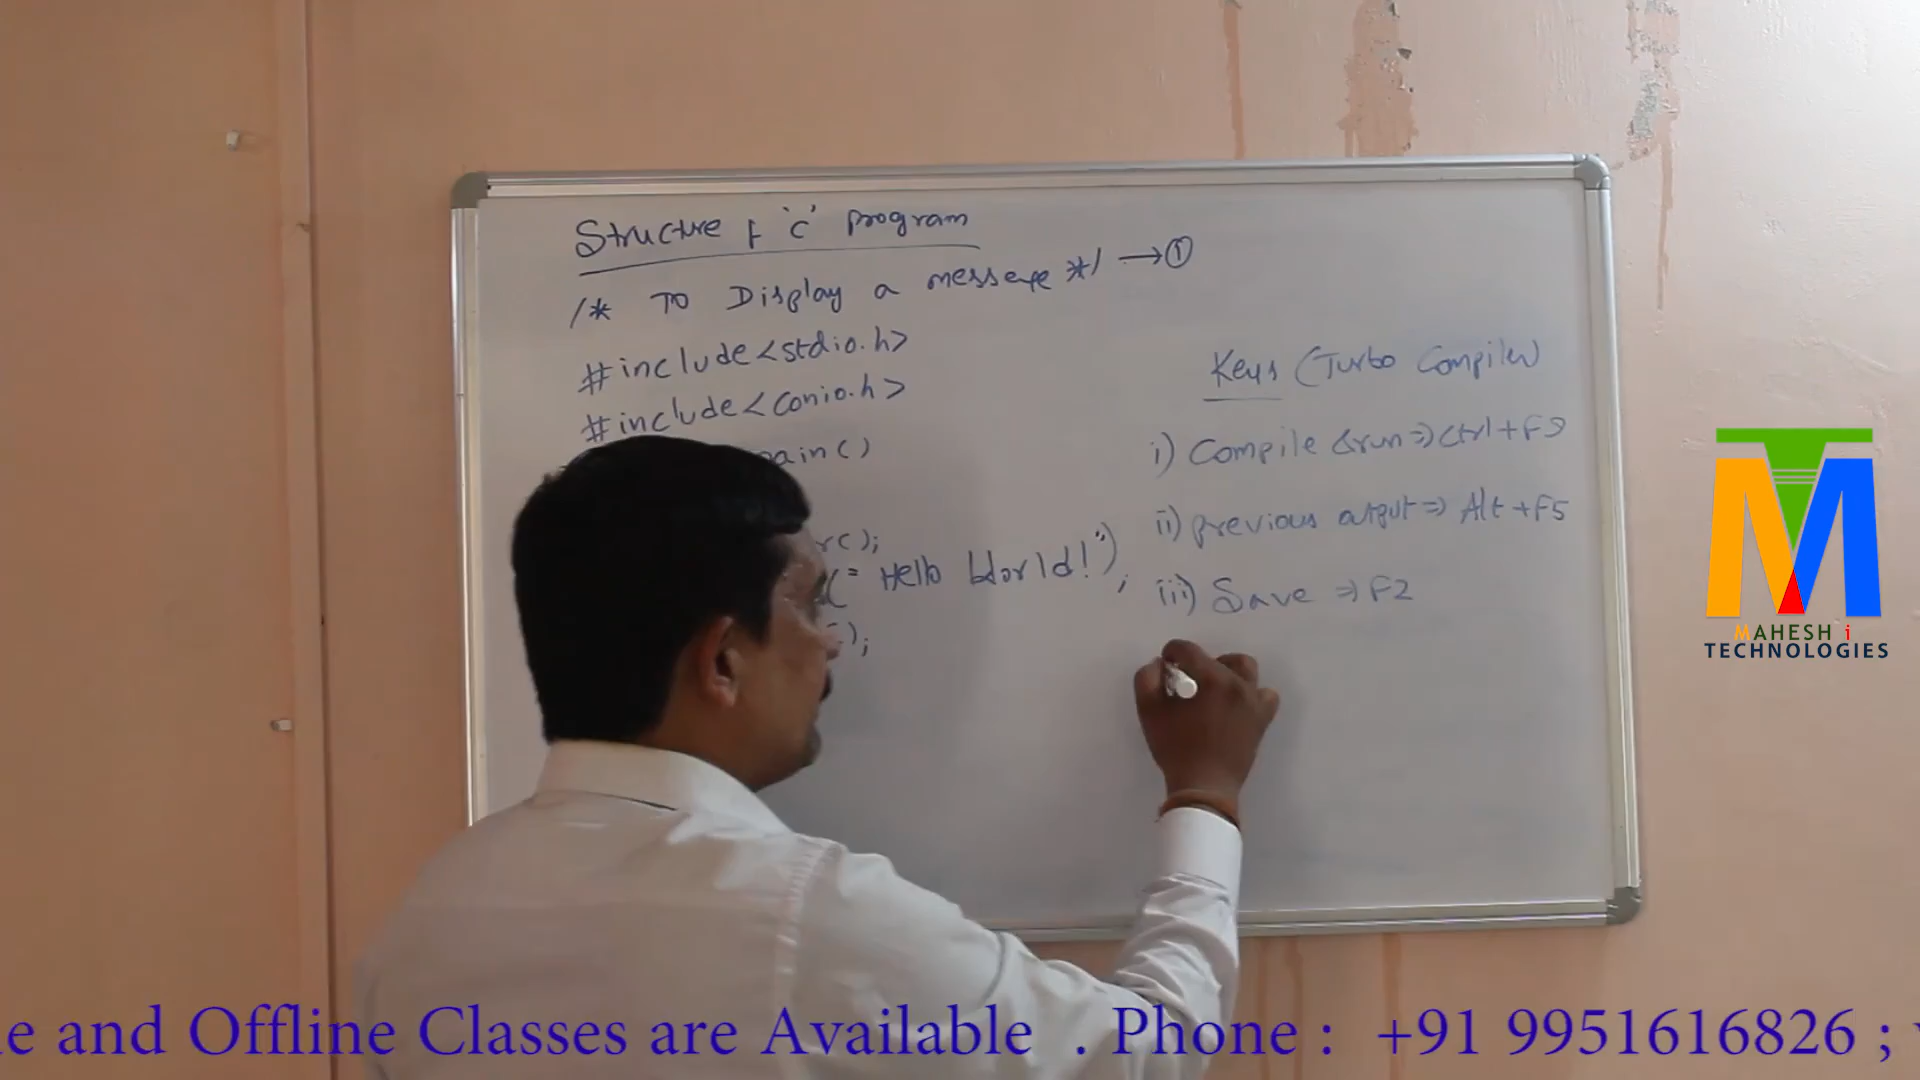 Structure of 'C' program
/* To Display a message */ → ①
#include<stdio.h>
#include<conio.h>
main()
r();
(" Hello World!");
);
Keys (Turbo Compiler)
i) Compile &run => Ctrl+F9
ii) previous output => Alt+F5
iii) Save => F2
MAHESH i
TECHNOLOGIES
e and Offline Classes are Available . Phone : +91 9951616826 ;